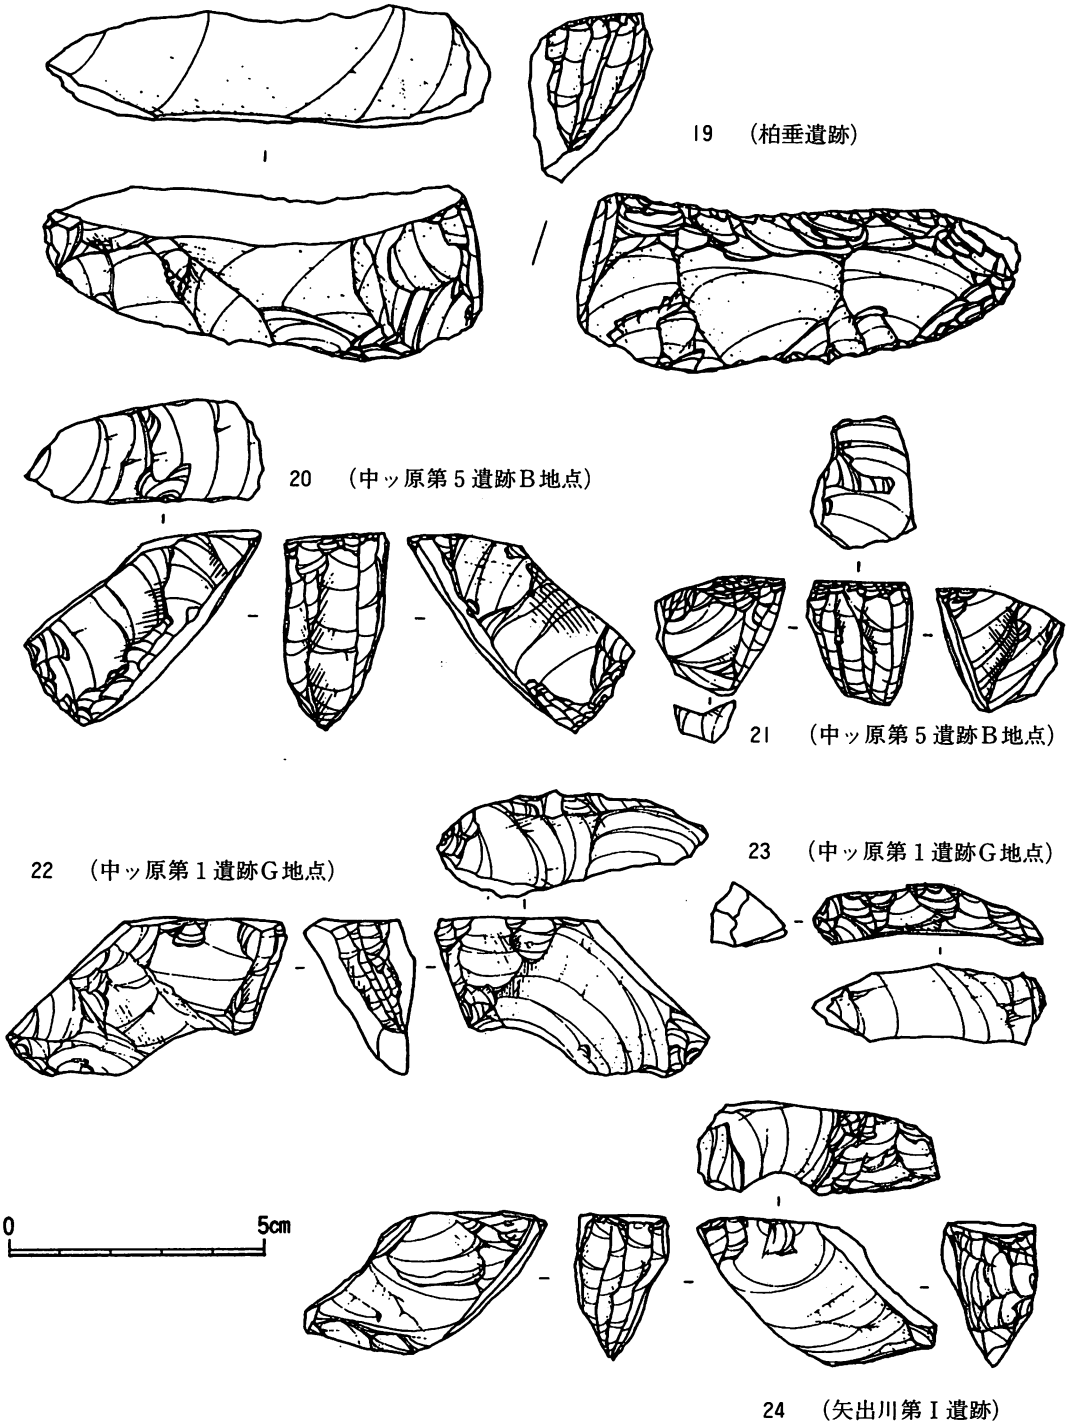 19 (柏垂遺跡)
20 (中ッ原第5遺跡B地点)
21 (中ッ原第5遺跡B地点)
22 (中ッ原第1遺跡G地点)
23 (中ッ原第1遺跡G地点)
0 5cm
24 (矢出川第I遺跡)